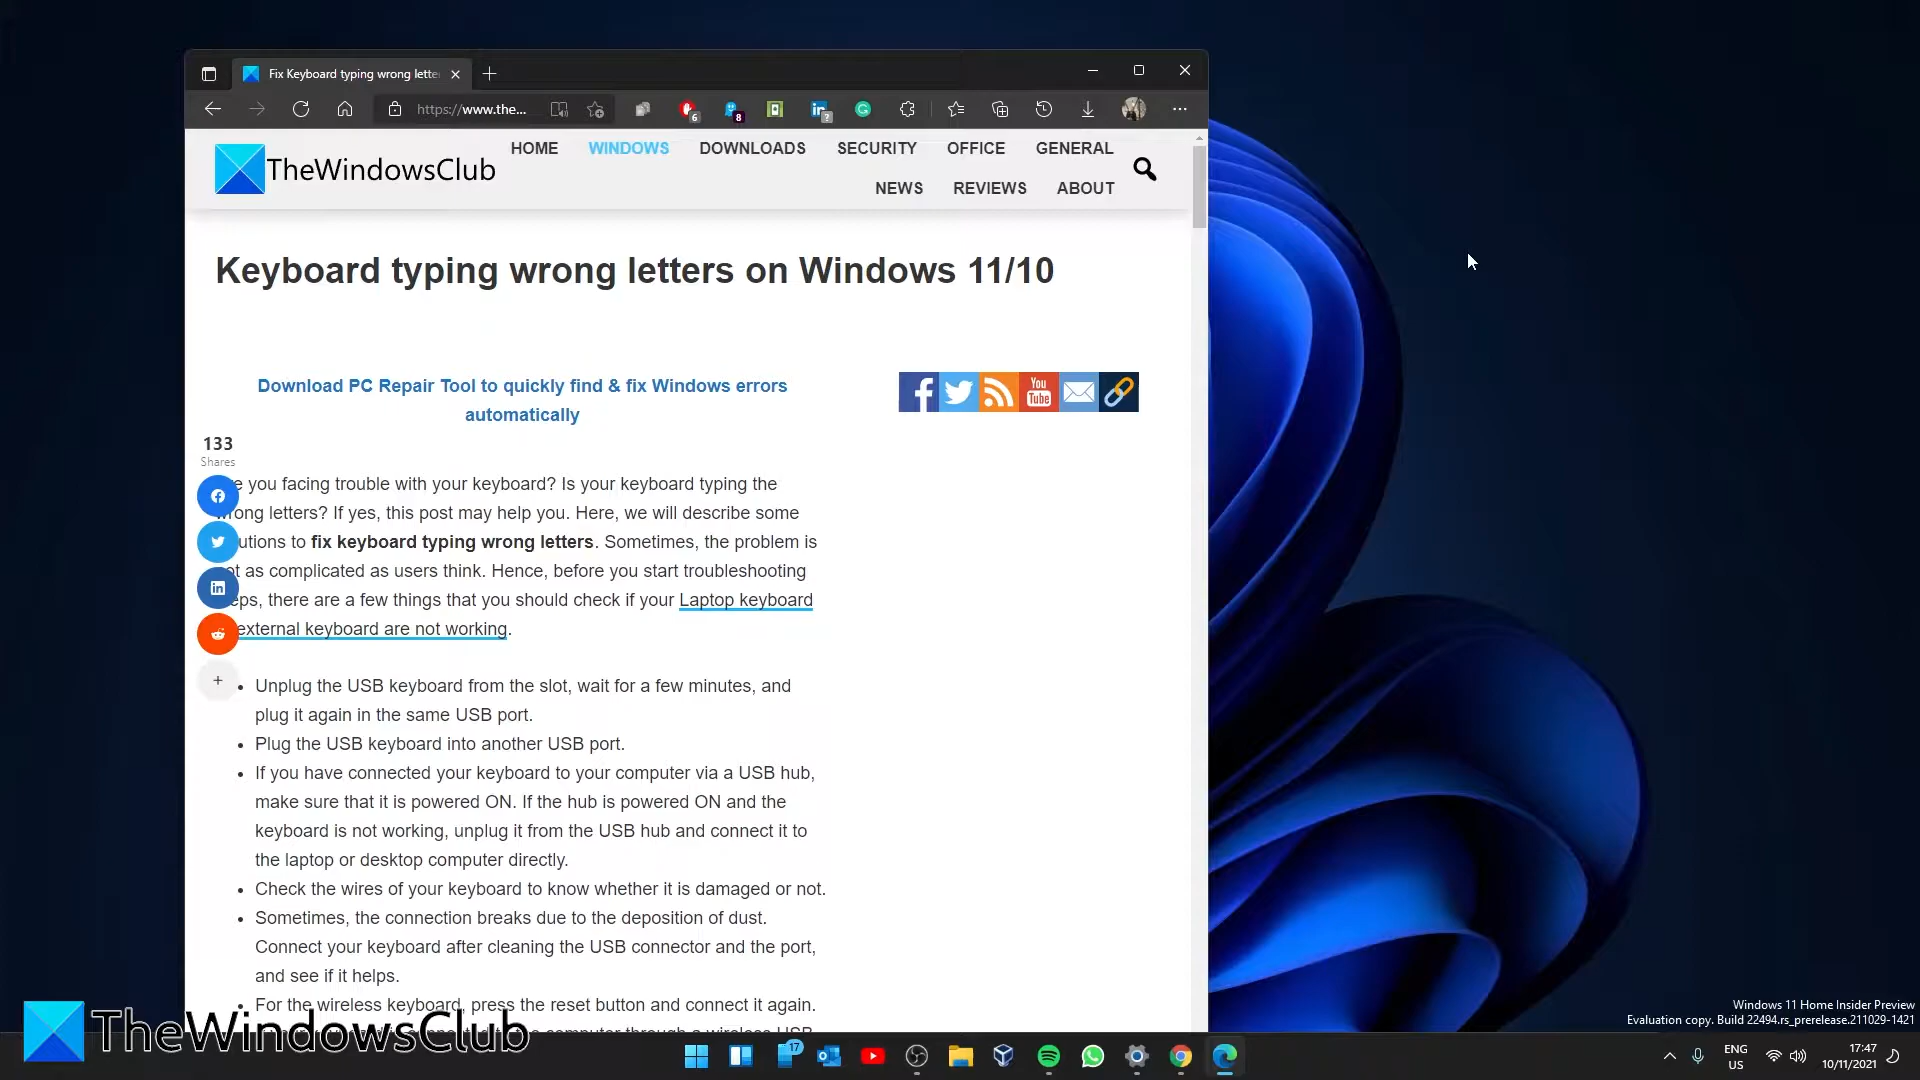 Fix Keyboard typing wrong lette
https://www.the...
6
8
?
TheWindowsClub
HOME WINDOWS DOWNLOADS SECURITY OFFICE GENERAL
NEWS REVIEWS ABOUT
Keyboard typing wrong letters on Windows 11/10
Download PC Repair Tool to quickly find & fix Windows errors
automatically
You
Tube
133
Shares
e you facing trouble with your keyboard? Is your keyboard typing the
wrong letters? If yes, this post may help you. Here, we will describe some
utions to fix keyboard typing wrong letters. Sometimes, the problem is
ot as complicated as users think. Hence, before you start troubleshooting
eps, there are a few things that you should check if your Laptop keyboard
external keyboard are not working.
Unplug the USB keyboard from the slot, wait for a few minutes, and
plug it again in the same USB port.
Plug the USB keyboard into another USB port.
If you have connected your keyboard to your computer via a USB hub,
make sure that it is powered ON. If the hub is powered ON and the
keyboard is not working, unplug it from the USB hub and connect it to
the laptop or desktop computer directly.
Check the wires of your keyboard to know whether it is damaged or not.
Sometimes, the connection breaks due to the deposition of dust.
Connect your keyboard after cleaning the USB connector and the port,
and see if it helps.
For the wireless keyboard, press the reset button and connect it again.
TheWindowsClub
Windows 11 Home Insider Preview
Evaluation copy. Build 22494.rs_prerelease.211029-1421
17
ENG
US
17:47
10/11/2021